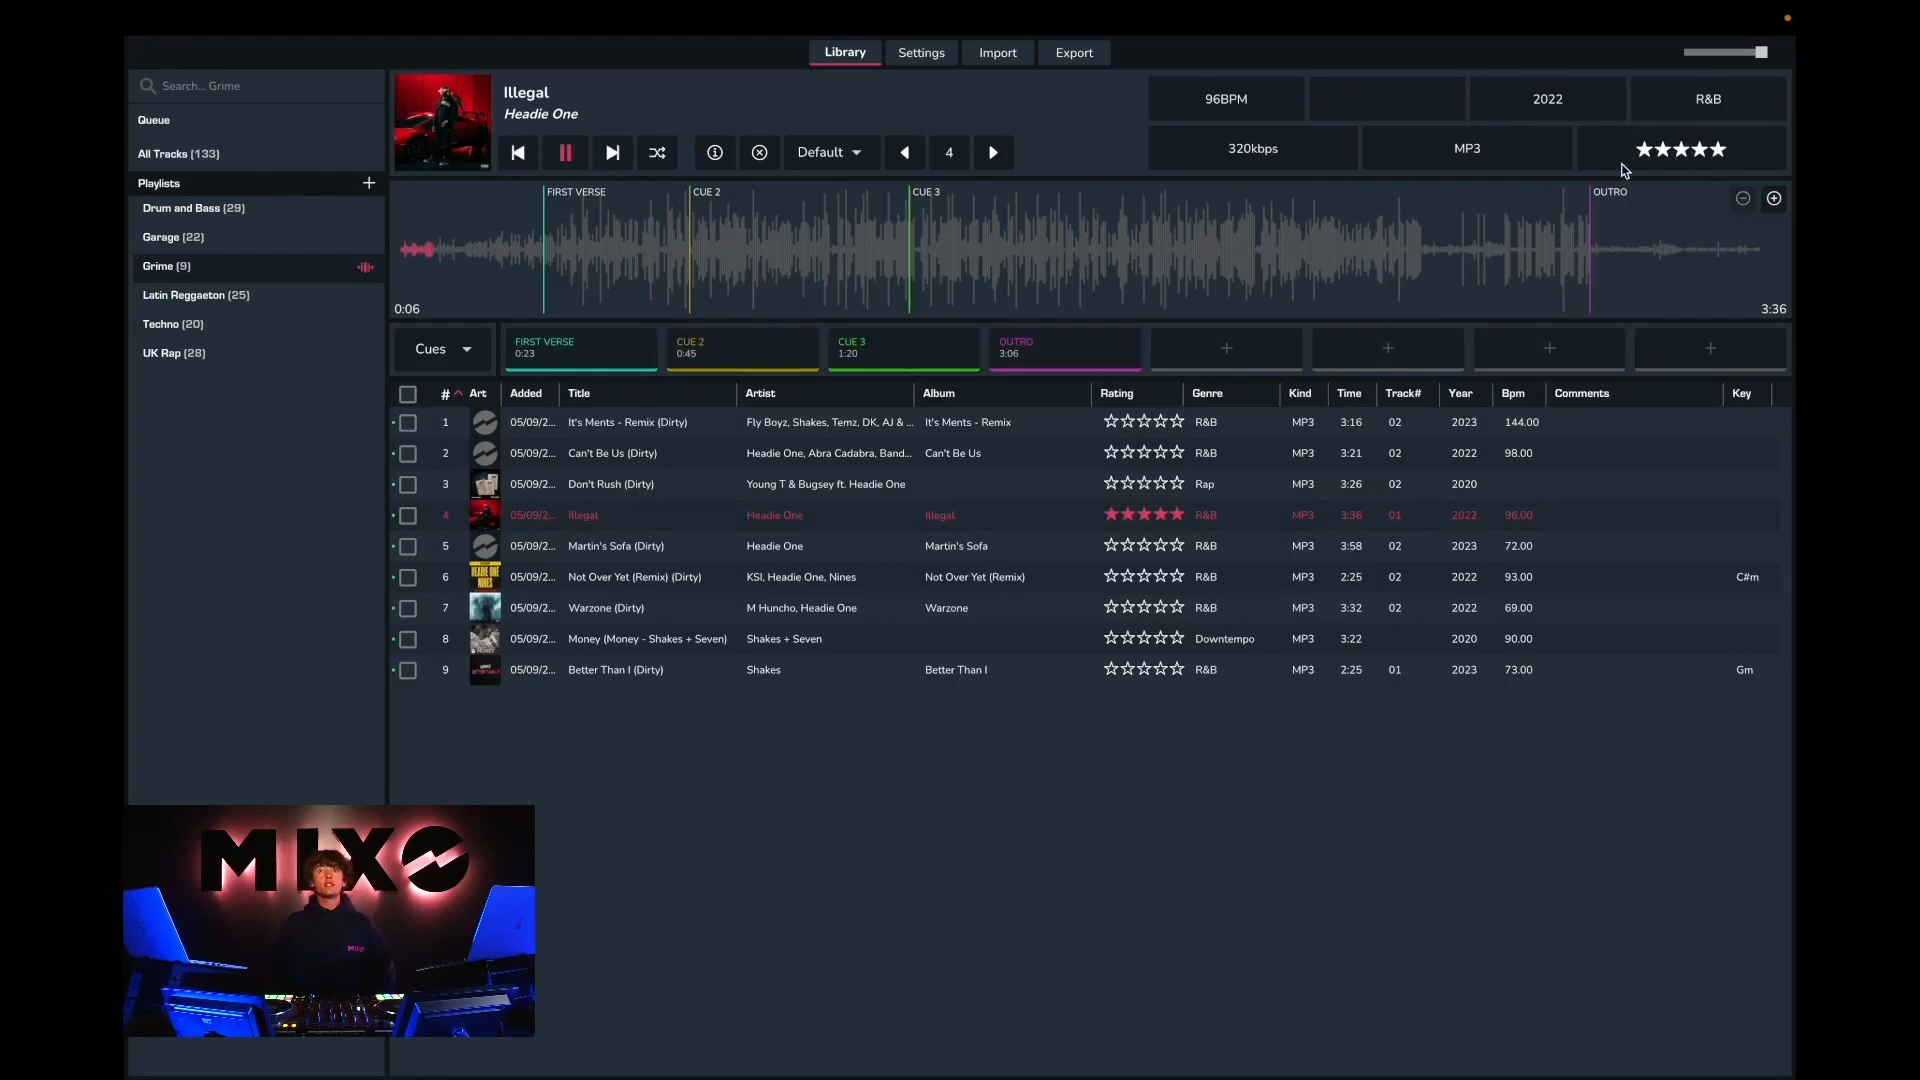 Library Settings Import Export
Search... Grime
Queue
All Tracks (133)
Playlists
Drum and Bass (29)
Garage (22)
Grime (9)
Latin Reggaeton (25)
Techno (20)
UK Rap (28)
Illegal
Headie One
Default 4
96BPM 2022 R&B
320kbps MP3 ★★★★★
FIRST VERSE CUE 2 CUE 3 OUTRO
0:06 3:36
Cues
FIRST VERSE
0:23
CUE 2
0:45
CUE 3
1:20
OUTRO
3:06
# Art Added Title Artist Album Rating Genre Kind Time Track# Year Bpm Comments Key
1 05/09/2... It's Ments - Remix (Dirty) Fly Boyz, Shakes, Temz, DK, AJ & ... It's Ments - Remix R&B MP3 3:16 02 2023 144.00
2 05/09/2... Can't Be Us (Dirty) Headie One, Abra Cadabra, Band... Can't Be Us R&B MP3 3:21 02 2022 98.00
3 05/09/2... Don't Rush (Dirty) Young T & Bugsey ft. Headie One Rap MP3 3:26 02 2020
4 05/09/2... Illegal Headie One Illegal R&B MP3 3:36 01 2022 96.00
5 05/09/2... Martin's Sofa (Dirty) Headie One Martin's Sofa R&B MP3 3:58 02 2023 72.00
6 05/09/2... Not Over Yet (Remix) (Dirty) KSI, Headie One, Nines Not Over Yet (Remix) R&B MP3 2:25 02 2022 93.00 C#m
7 05/09/2... Warzone (Dirty) M Huncho, Headie One Warzone R&B MP3 3:32 02 2022 69.00
8 05/09/2... Money (Money - Shakes + Seven) Shakes + Seven Downtempo MP3 3:22 2020 90.00
9 05/09/2... Better Than I (Dirty) Shakes Better Than I R&B MP3 2:25 01 2023 73.00 Gm
HEADIE ONE
NINES
MONEY
MIXO
MIXO